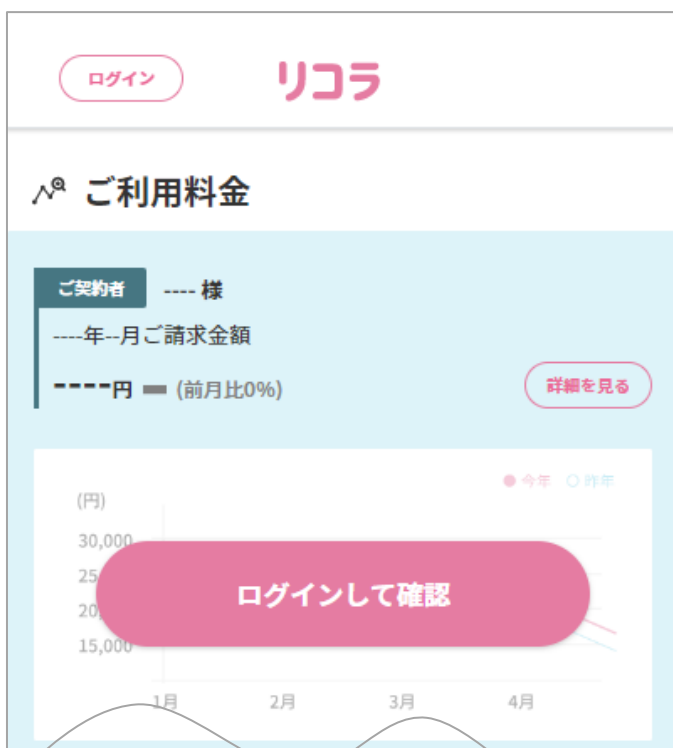 ログイン
リコラ
ご利用料金
ご契約者 ---- 様
----年--月ご請求金額
----円 (前月比0%)
詳細を見る
今年 昨年
(円)
30,000
25
ログインして確認
20,
15,000
1月 2月 3月 4月